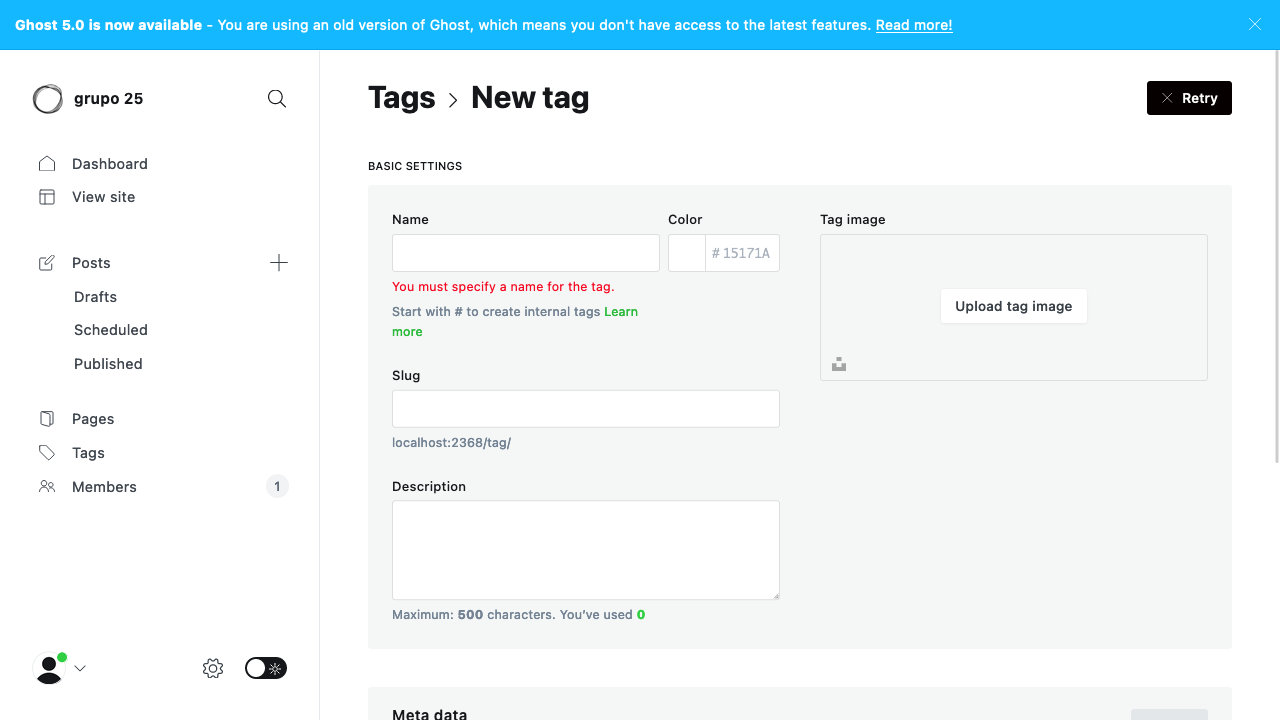 Ghost 5.0 is now available - You are using an old version of Ghost, which means you don't have access to the latest features. Read more!
grupo 25
Dashboard
View site
Posts
Drafts
Scheduled
Published
Pages
Tags
Members 1
Tags New tag
Retry
BASIC SETTINGS
Name
You must specify a name for the tag.
Start with # to create internal tags Learn
more
Color
# 15171A
Slug
localhost:2368/tag/
Description
Maximum: 500 characters. You’ve used 0
Tag image
Upload tag image
Meta data